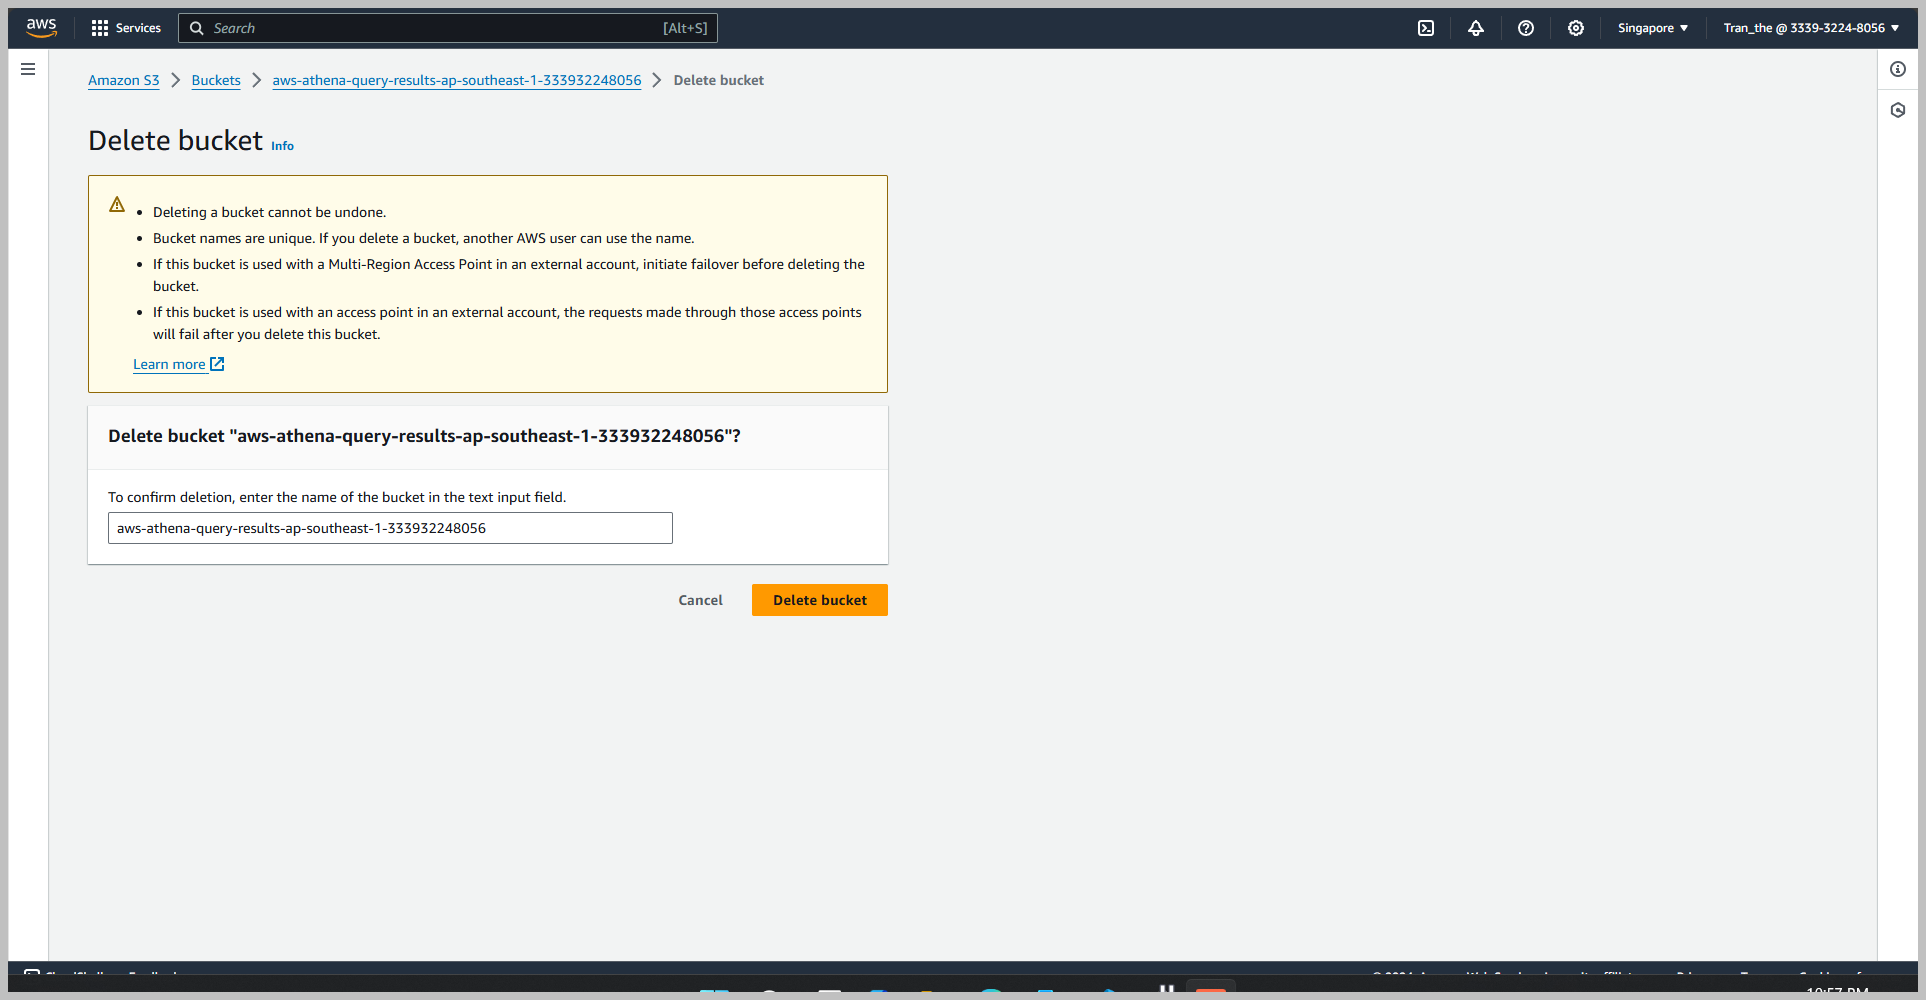 aws
Services
Search
[Alt+S]
Singapore
Tran_the @ 3339-3224-8056
Amazon S3
Buckets
aws-athena-query-results-ap-southeast-1-333932248056
Delete bucket
Delete bucket Info
Deleting a bucket cannot be undone.
Bucket names are unique. If you delete a bucket, another AWS user can use the name.
If this bucket is used with a Multi-Region Access Point in an external account, initiate failover before deleting the
bucket.
If this bucket is used with an access point in an external account, the requests made through those access points
will fail after you delete this bucket.
Learn more
Delete bucket "aws-athena-query-results-ap-southeast-1-333932248056"?
To confirm deletion, enter the name of the bucket in the text input field.
aws-athena-query-results-ap-southeast-1-333932248056
Cancel
Delete bucket